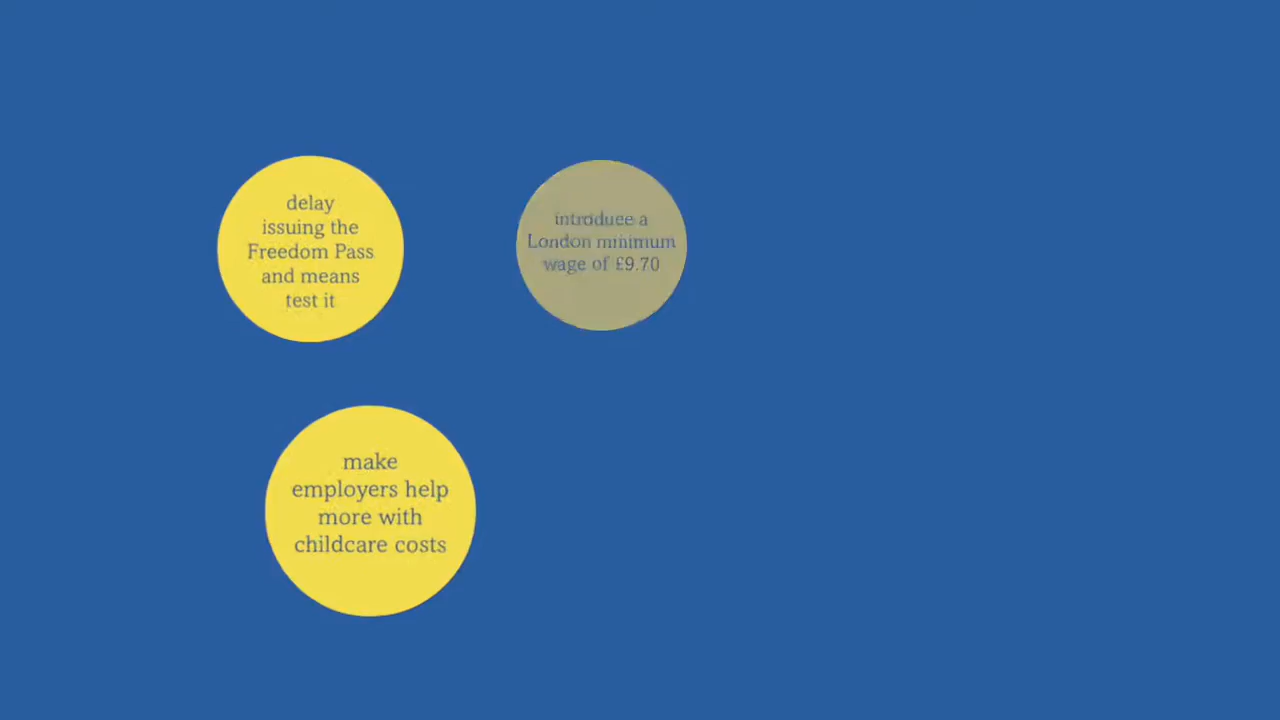 delay
issuing the
Freedom Pass
and means
test it
introduce a
London minimum
wage of £9.70
make
employers help
more with
childcare costs